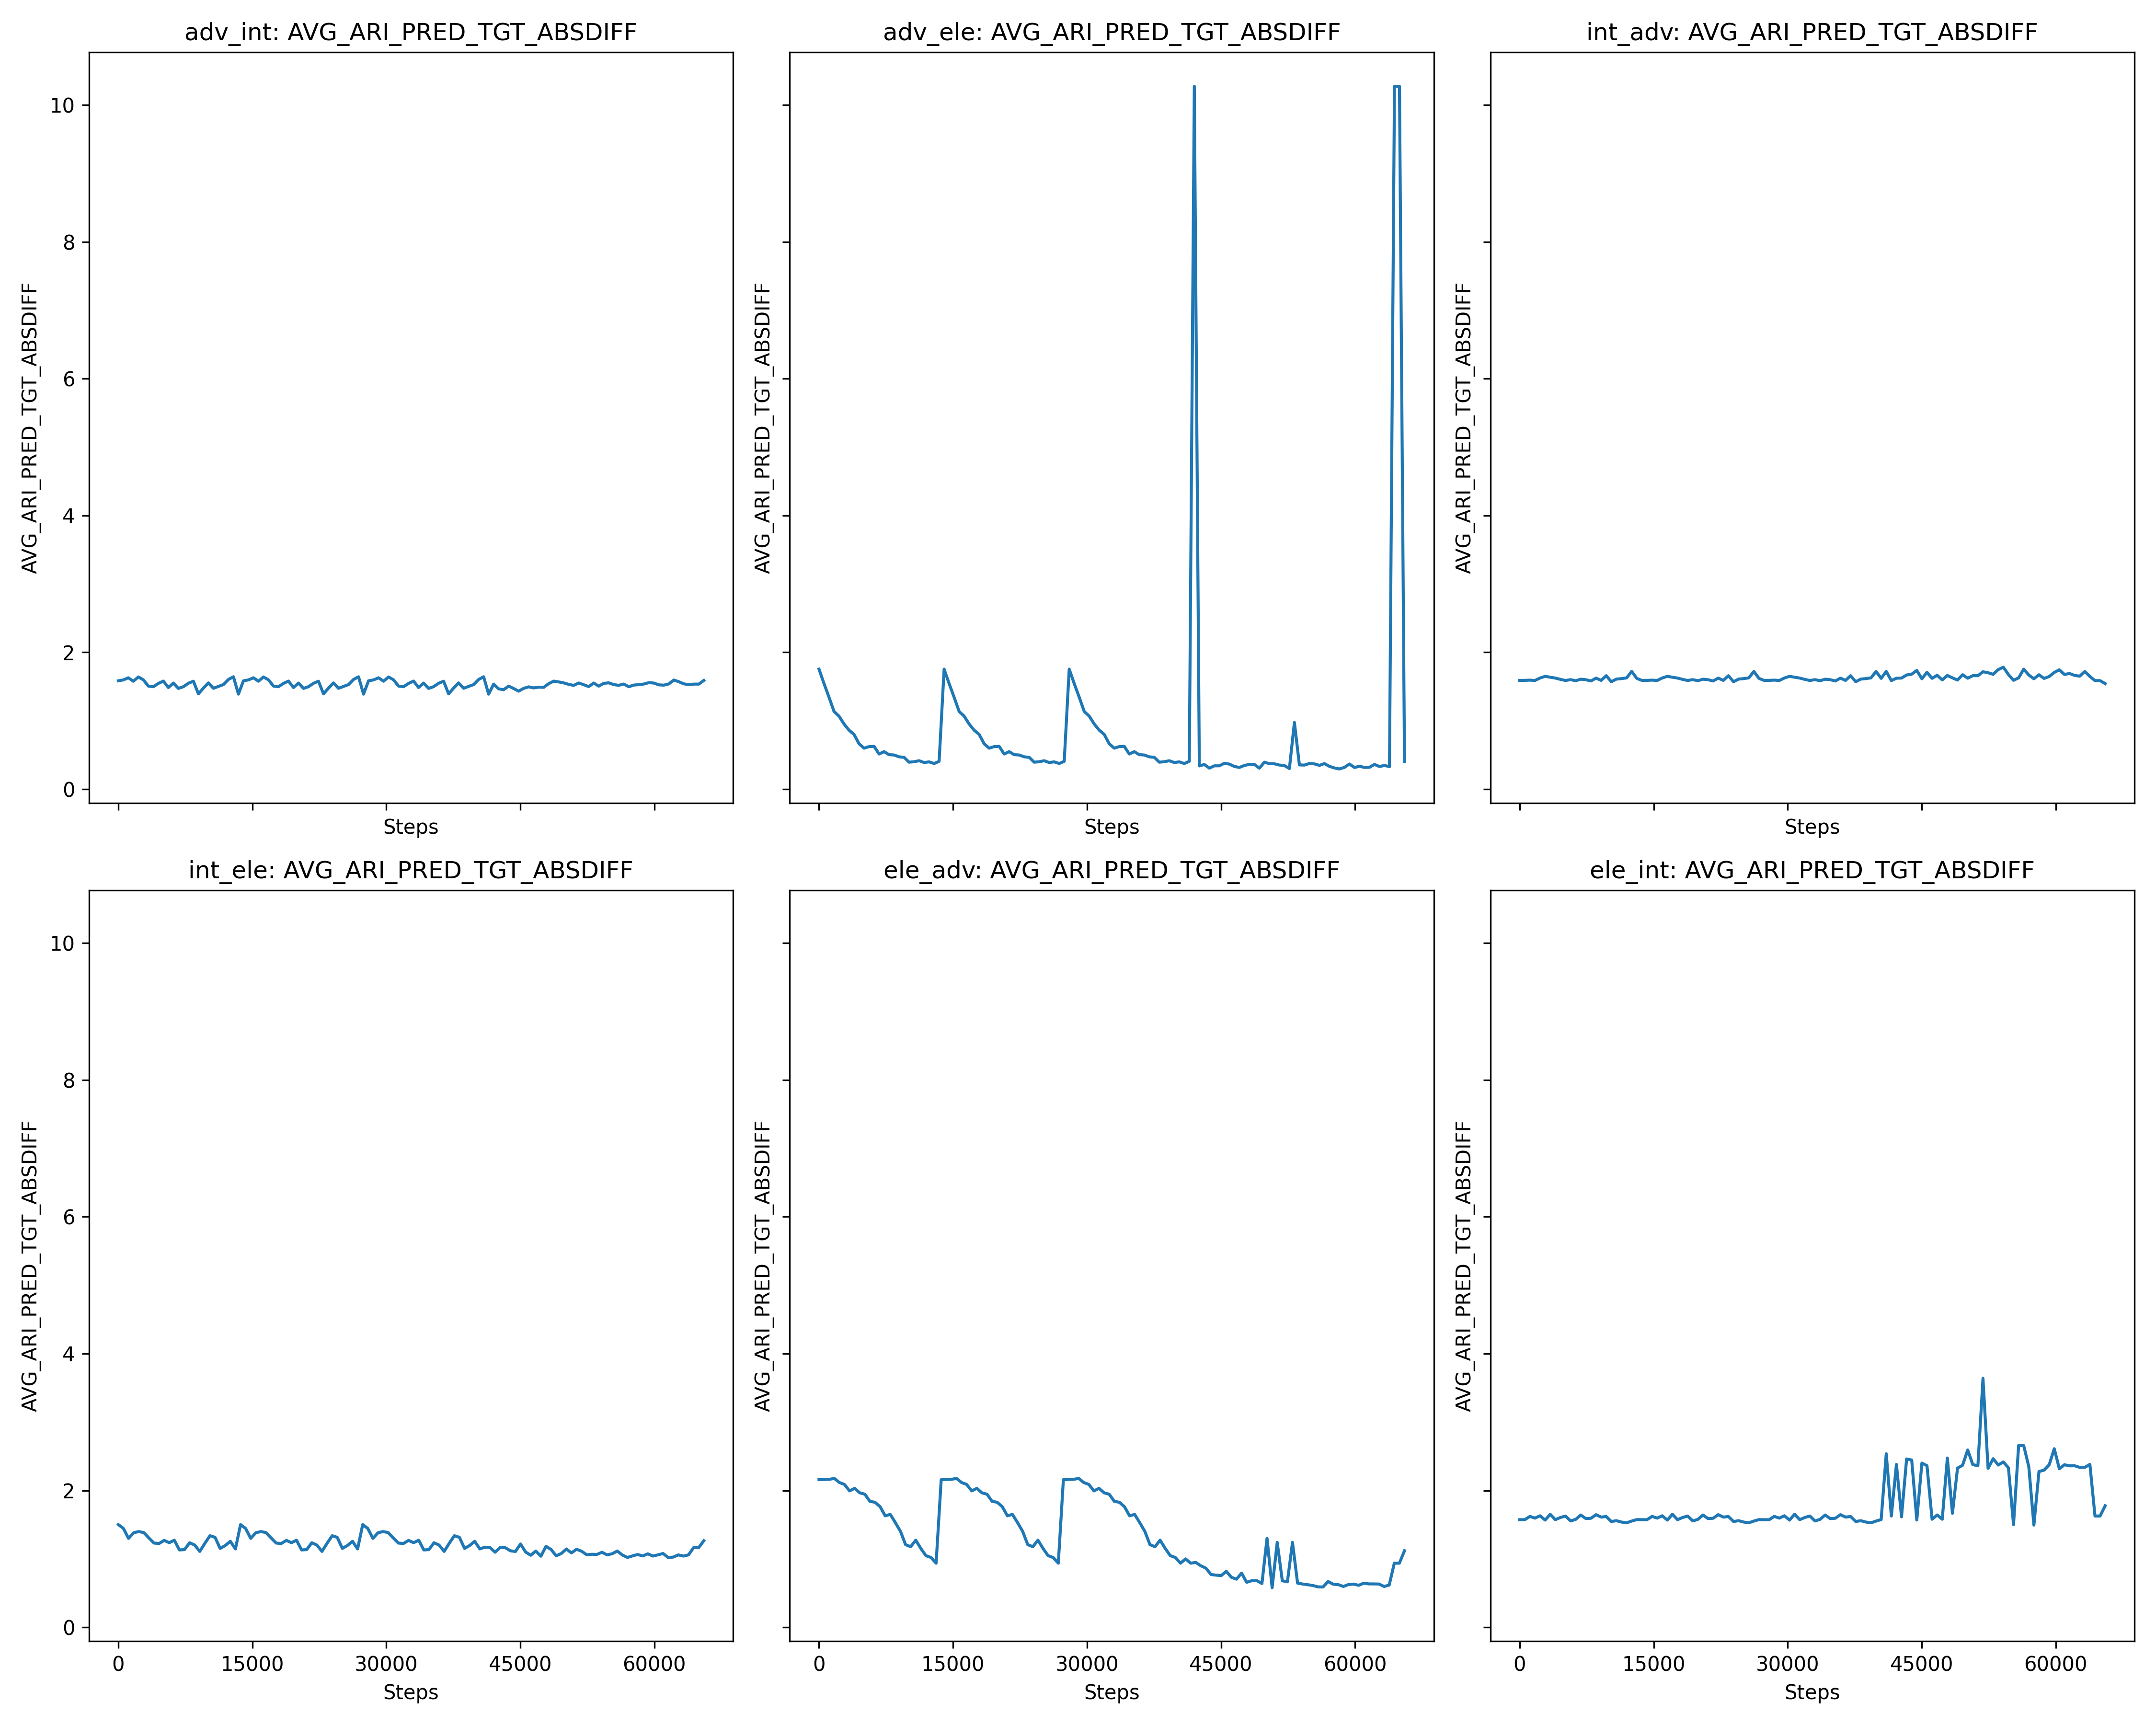 adv_int: AVG_ARI_PRED_TGT_ABSDIFF
adv_ele: AVG_ARI_PRED_TGT_ABSDIFF
int_adv: AVG_ARI_PRED_TGT_ABSDIFF
AVG_ARI_PRED_TGT_ABSDIFF
10
8
6
4
2
0
Steps
AVG_ARI_PRED_TGT_ABSDIFF
Steps
AVG_ARI_PRED_TGT_ABSDIFF
Steps
int_ele: AVG_ARI_PRED_TGT_ABSDIFF
ele_adv: AVG_ARI_PRED_TGT_ABSDIFF
ele_int: AVG_ARI_PRED_TGT_ABSDIFF
AVG_ARI_PRED_TGT_ABSDIFF
10
8
6
4
2
0
0 15000 30000 45000 60000
Steps
AVG_ARI_PRED_TGT_ABSDIFF
0 15000 30000 45000 60000
Steps
AVG_ARI_PRED_TGT_ABSDIFF
0 15000 30000 45000 60000
Steps